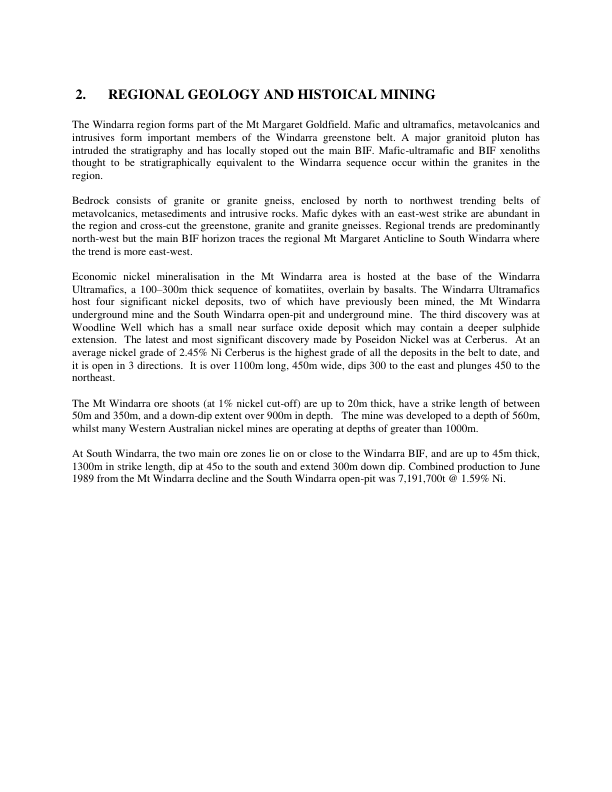 2. REGIONAL GEOLOGY AND HISTOICAL MINING
The Windarra region forms part of the Mt Margaret Goldfield. Mafic and ultramafics, metavolcanics and
intrusives form important members of the Windarra greenstone belt. A major granitoid pluton has
intruded the stratigraphy and has locally stoped out the main BIF. Mafic-ultramafic and BIF xenoliths
thought to be stratigraphically equivalent to the Windarra sequence occur within the granites in the
region.
Bedrock consists of granite or granite gneiss, enclosed by north to northwest trending belts of
metavolcanics, metasediments and intrusive rocks. Mafic dykes with an east-west strike are abundant in
the region and cross-cut the greenstone, granite and granite gneisses. Regional trends are predominantly
north-west but the main BIF horizon traces the regional Mt Margaret Anticline to South Windarra where
the trend is more east-west.
Economic nickel mineralisation in the Mt Windarra area is hosted at the base of the Windarra
Ultramafics, a 100–300m thick sequence of komatiites, overlain by basalts. The Windarra Ultramafics
host four significant nickel deposits, two of which have previously been mined, the Mt Windarra
underground mine and the South Windarra open-pit and underground mine. The third discovery was at
Woodline Well which has a small near surface oxide deposit which may contain a deeper sulphide
extension. The latest and most significant discovery made by Poseidon Nickel was at Cerberus. At an
average nickel grade of 2.45% Ni Cerberus is the highest grade of all the deposits in the belt to date, and
it is open in 3 directions. It is over 1100m long, 450m wide, dips 300 to the east and plunges 450 to the
northeast.
The Mt Windarra ore shoots (at 1% nickel cut-off) are up to 20m thick, have a strike length of between
50m and 350m, and a down-dip extent over 900m in depth. The mine was developed to a depth of 560m,
whilst many Western Australian nickel mines are operating at depths of greater than 1000m.
At South Windarra, the two main ore zones lie on or close to the Windarra BIF, and are up to 45m thick,
1300m in strike length, dip at 45o to the south and extend 300m down dip. Combined production to June
1989 from the Mt Windarra decline and the South Windarra open-pit was 7,191,700t @ 1.59% Ni.